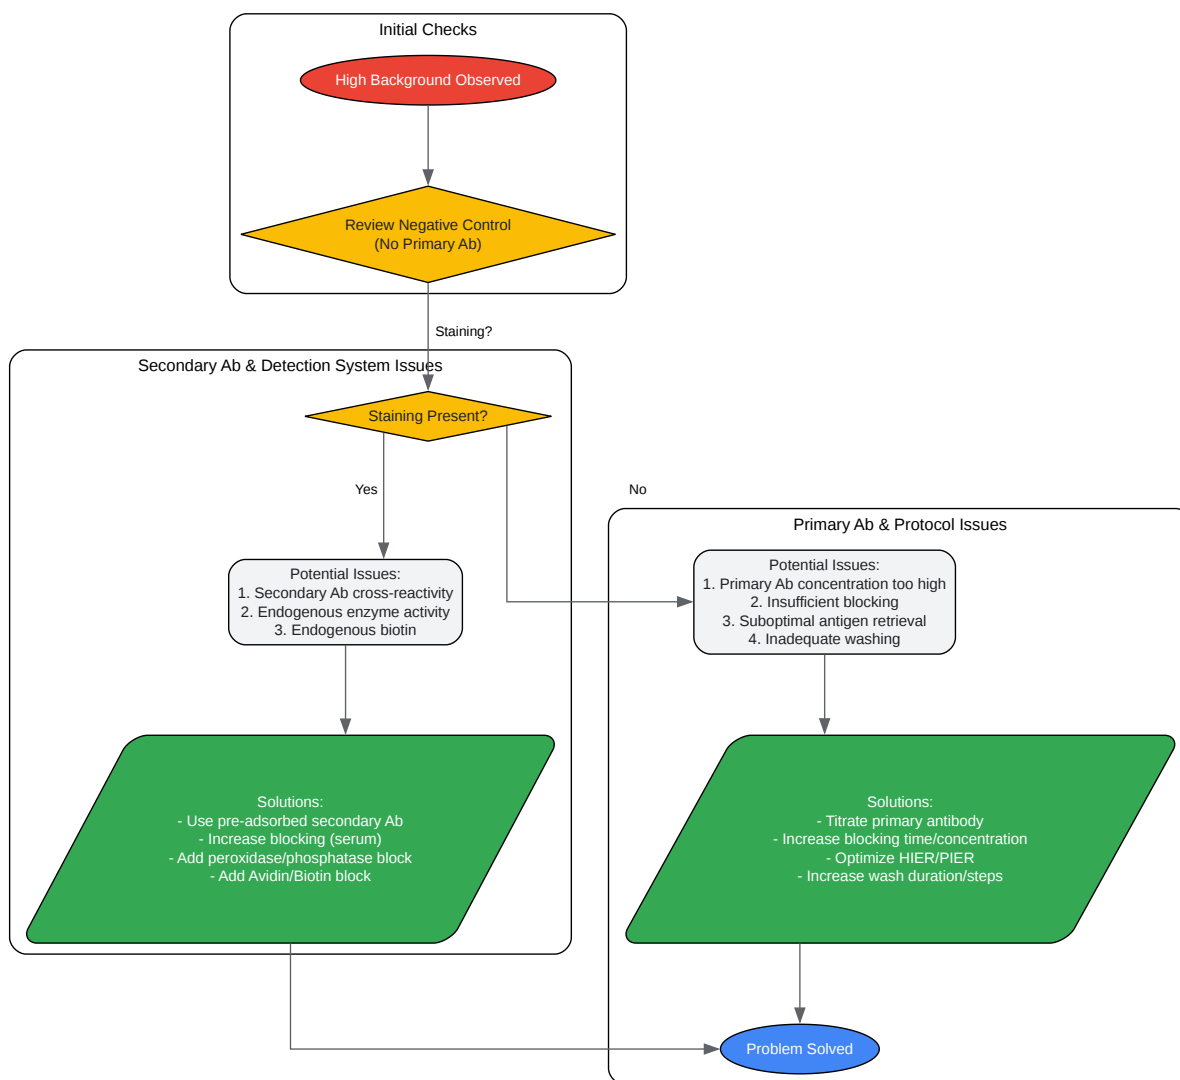 Initial Checks
High Background Observed
Review Negative Control
(No Primary Ab)
Staining?
Secondary Ab & Detection System Issues
Staining Present?
Yes
No
Potential Issues:
1. Secondary Ab cross-reactivity
2. Endogenous enzyme activity
3. Endogenous biotin
Solutions:
- Use pre-adsorbed secondary Ab
- Increase blocking (serum)
- Add peroxidase/phosphatase block
- Add Avidin/Biotin block
Primary Ab & Protocol Issues
Potential Issues:
1. Primary Ab concentration too high
2. Insufficient blocking
3. Suboptimal antigen retrieval
4. Inadequate washing
Solutions:
- Titrate primary antibody
- Increase blocking time/concentration
- Optimize HIER/PIER
- Increase wash duration/steps
Problem Solved